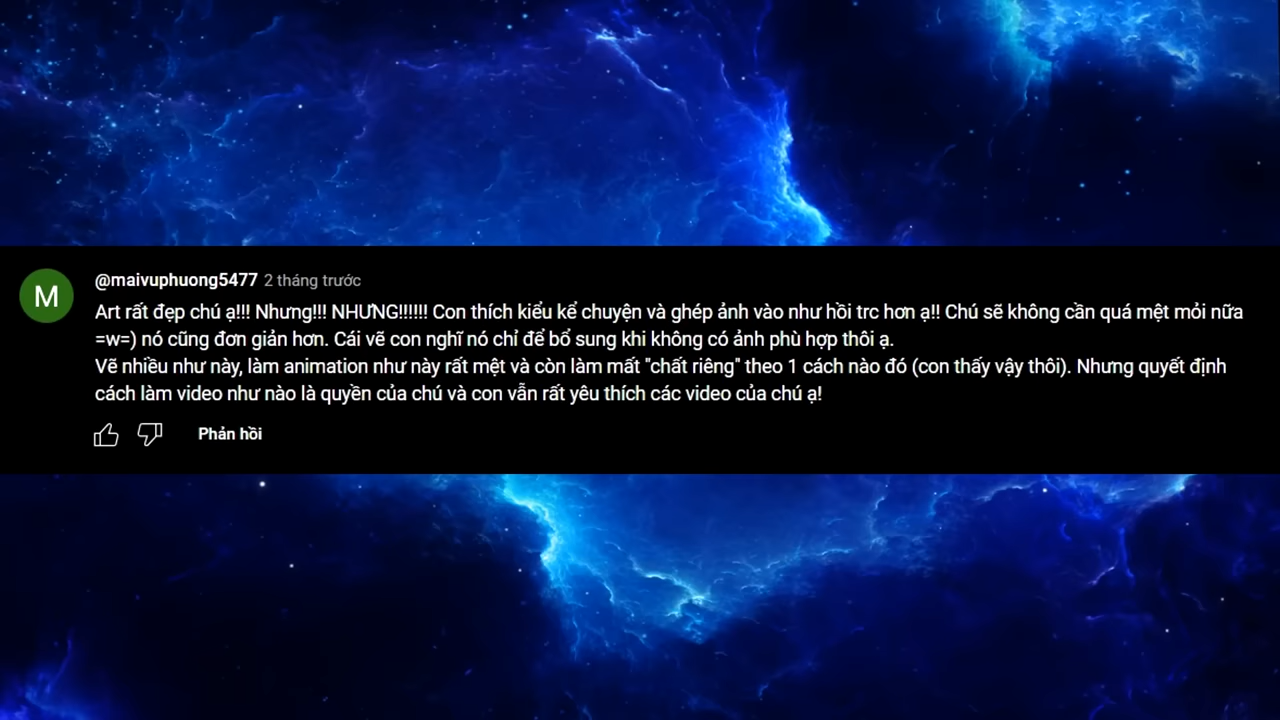 M
@maivuphuong5477 2 tháng trước
Art rất đẹp chú ạ!!! Nhưng!!! NHƯNG!!!!!! Con thích kiểu kể chuyện và ghép ảnh vào như hồi trc hơn ạ!! Chú sẽ không cần quá mệt mỏi nữa
=w=) nó cũng đơn giản hơn. Cái vẽ con nghĩ nó chỉ để bổ sung khi không có ảnh phù hợp thôi ạ.
Vẽ nhiều như này, làm animation như này rất mệt và còn làm mất "chất riêng" theo 1 cách nào đó (con thấy vậy thôi). Nhưng quyết định
cách làm video như nào là quyền của chú và con vẫn rất yêu thích các video của chú ạ!
Phản hồi